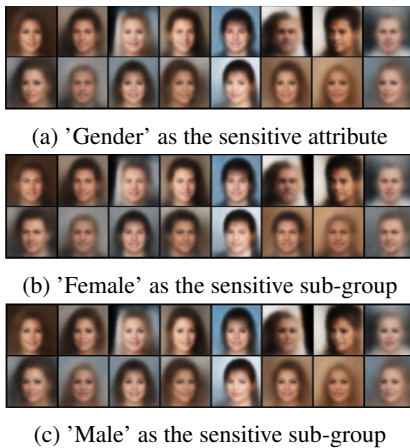 (a) 'Gender' as the sensitive attribute
(b) 'Female' as the sensitive sub-group
(c) 'Male' as the sensitive sub-group